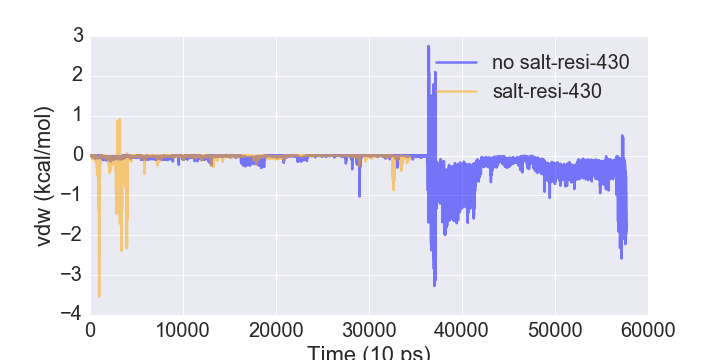 3
2
1
0
−1
−2
−3
−4
vdw (kcal/mol)
no salt-resi-430
salt-resi-430
0 10000 20000 30000 40000 50000 60000
Time (10 ps)